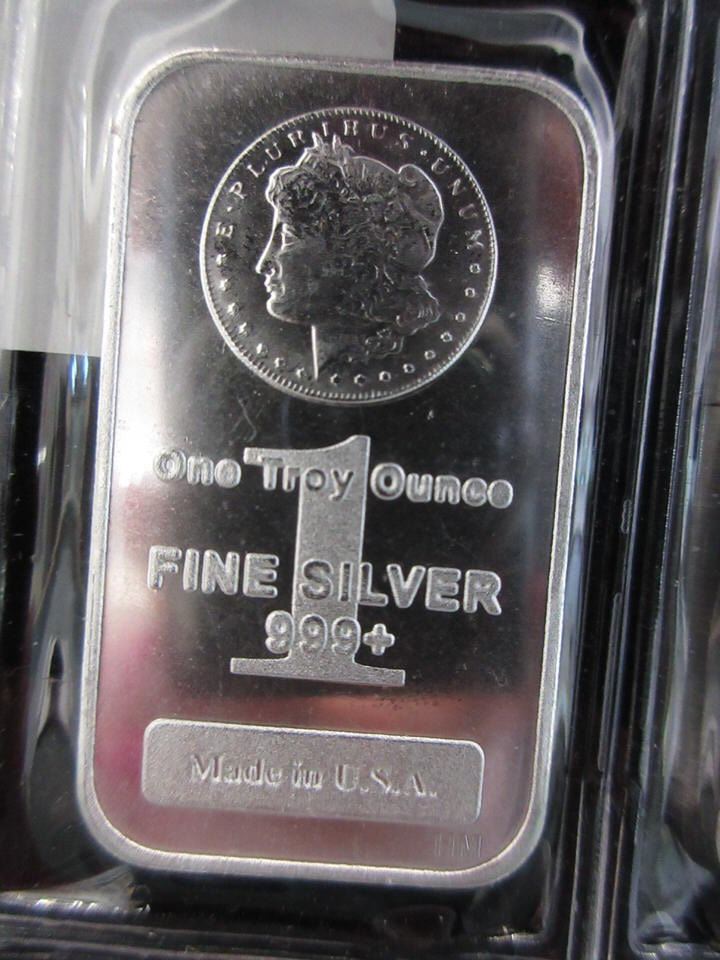 E · PLURIBUS · UNUM
One Troy Ounce
1
FINE SILVER
999+
Made in U.S.A.
HM